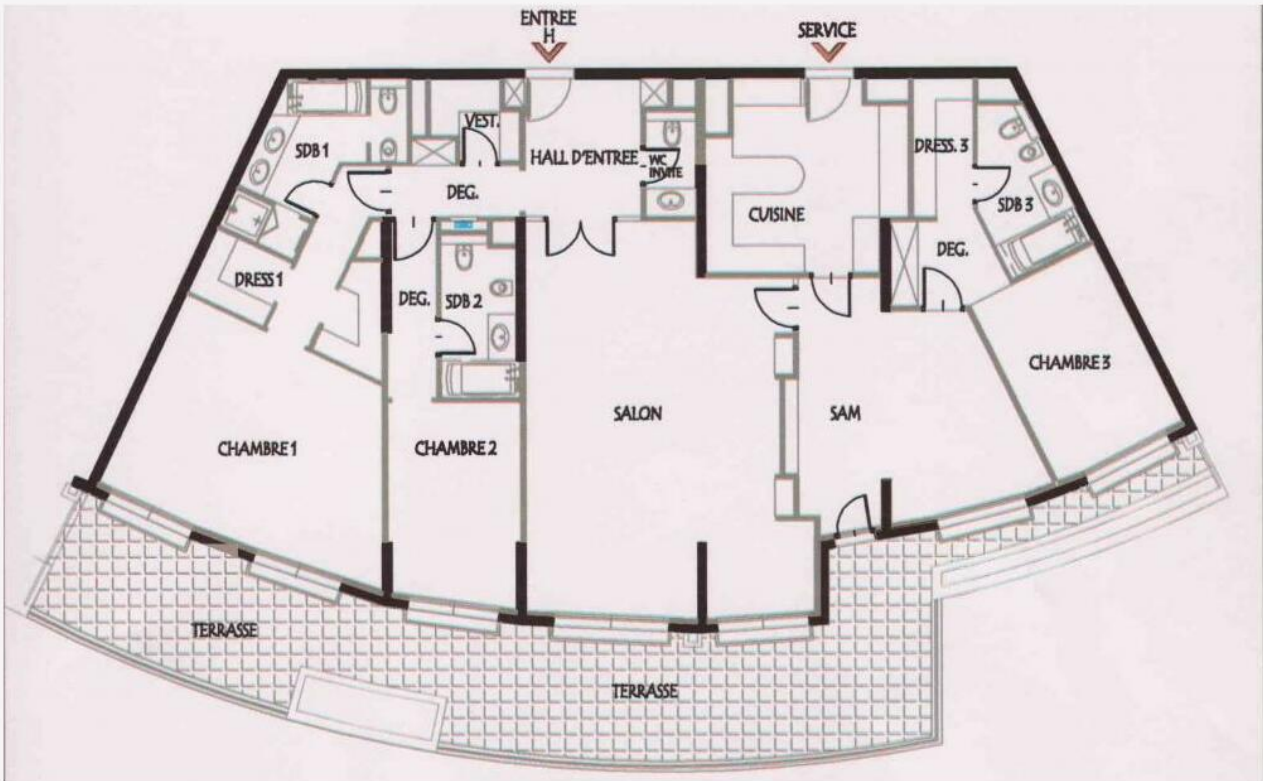 ENTREE
H
SERVICE
VEST.
SDB 1
HALL D'ENTREE
WC
INVITE
DRESS. 3
DEG.
CUISINE
SDB 3
DEG.
DRESS 1
DEG.
SDB 2
CHAMBRE 3
SALON
SAM
CHAMBRE 1
CHAMBRE 2
TERRASSE
TERRASSE